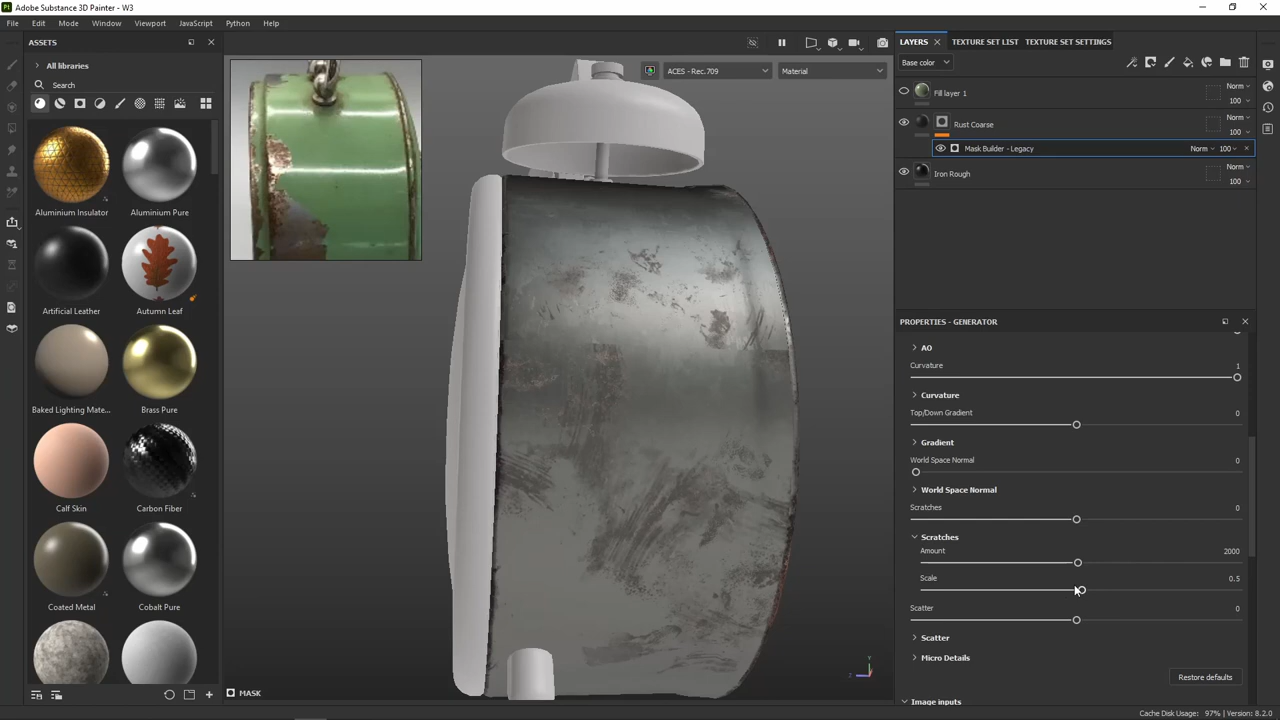 Adobe Substance 3D Painter - W3
File Edit Mode Window Viewport JavaScript Python Help
ASSETS
All libraries
Search
Aluminium Insulator
Aluminium Pure
Artificial Leather
Autumn Leaf
Baked Lighting Mate...
Brass Pure
Calf Skin
Carbon Fiber
Coated Metal
Cobalt Pure
ACES - Rec.709
Material
MASK
Y
Z
LAYERS TEXTURE SET LIST TEXTURE SET SETTINGS
Base color
Fill layer 1
Norm
100
Rust Coarse
Norm
100
Mask Builder - Legacy Norm 100
Iron Rough
Norm
100
PROPERTIES - GENERATOR
AO
Curvature 1
Curvature
Top/Down Gradient 0
Gradient
World Space Normal 0
World Space Normal
Scratches 0
Scratches
Amount 2000
Scale 0.5
Scatter 0
Scatter
Micro Details
Restore defaults
Image inputs
Cache Disk Usage: 97% | Version: 8.2.0